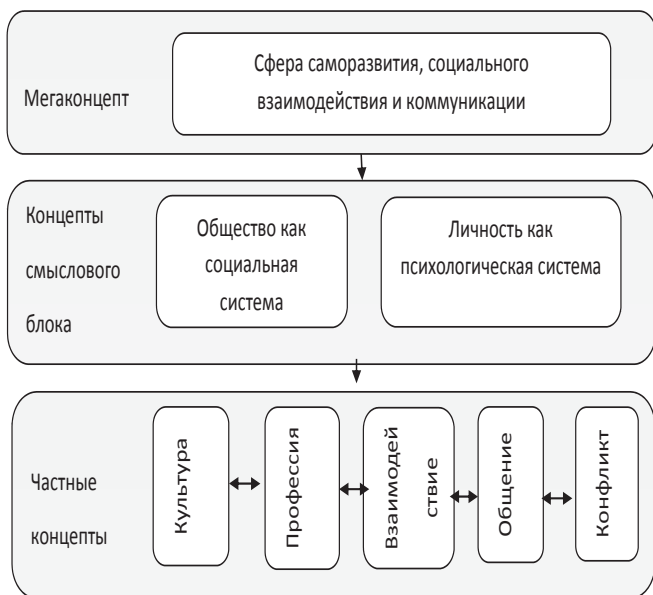 Мегаконцепт
Сфера саморазвития, социального
взаимодействия и коммуникации
Концепты
смыслового
блока
Общество как
социальная
система
Личность как
психологическая система
Частные
концепты
Культура
Профессия
Взаимодей
ствие
Общение
Конфликт